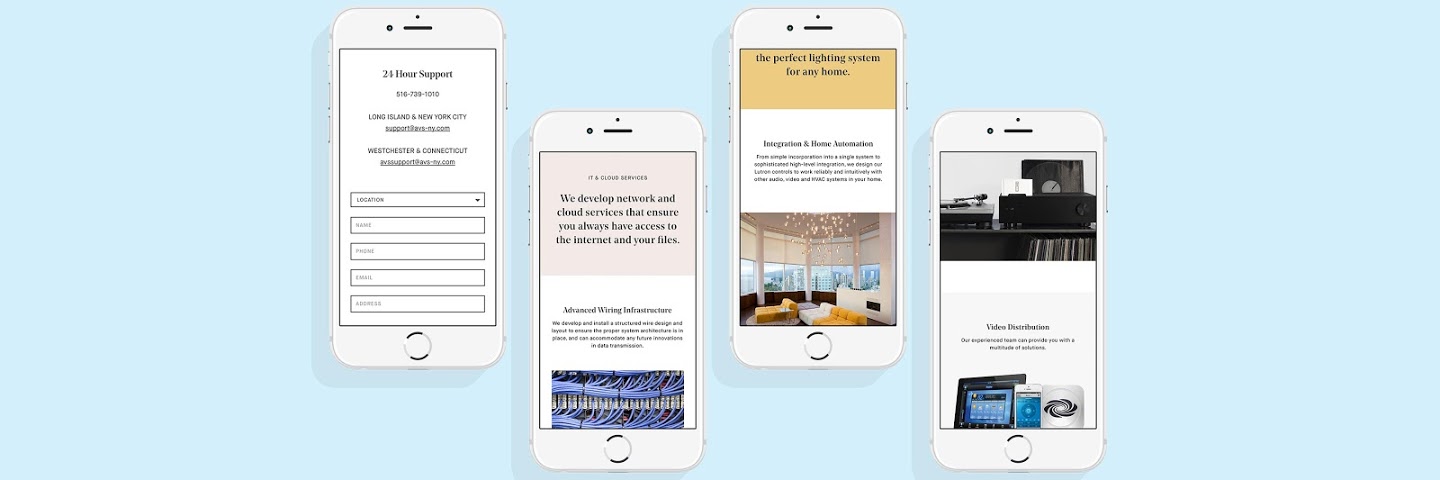 24 Hour Support
516-739-1010
LONG ISLAND & NEW YORK CITY
support@avs-ny.com
WESTCHESTER & CONNECTICUT
avssupport@avs-ny.com
LOCATION
NAME
PHONE
EMAIL
ADDRESS
IT & CLOUD SERVICES
We develop network and
cloud services that ensure
you always have access to
the internet and your files.
Advanced Wiring Infrastructure
We develop and install a structured wire design and
layout to ensure the proper system architecture is in
place, and can accommodate any future innovations
in data transmission.
the perfect lighting system
for any home.
Integration & Home Automation
From simple incorporation into a single system to
sophisticated high-level integration, we design our
Lutron controls to work reliably and intuitively with
other audio, video and HVAC systems in your home.
Video Distribution
Our experienced team can provide you with a
multitude of solutions.